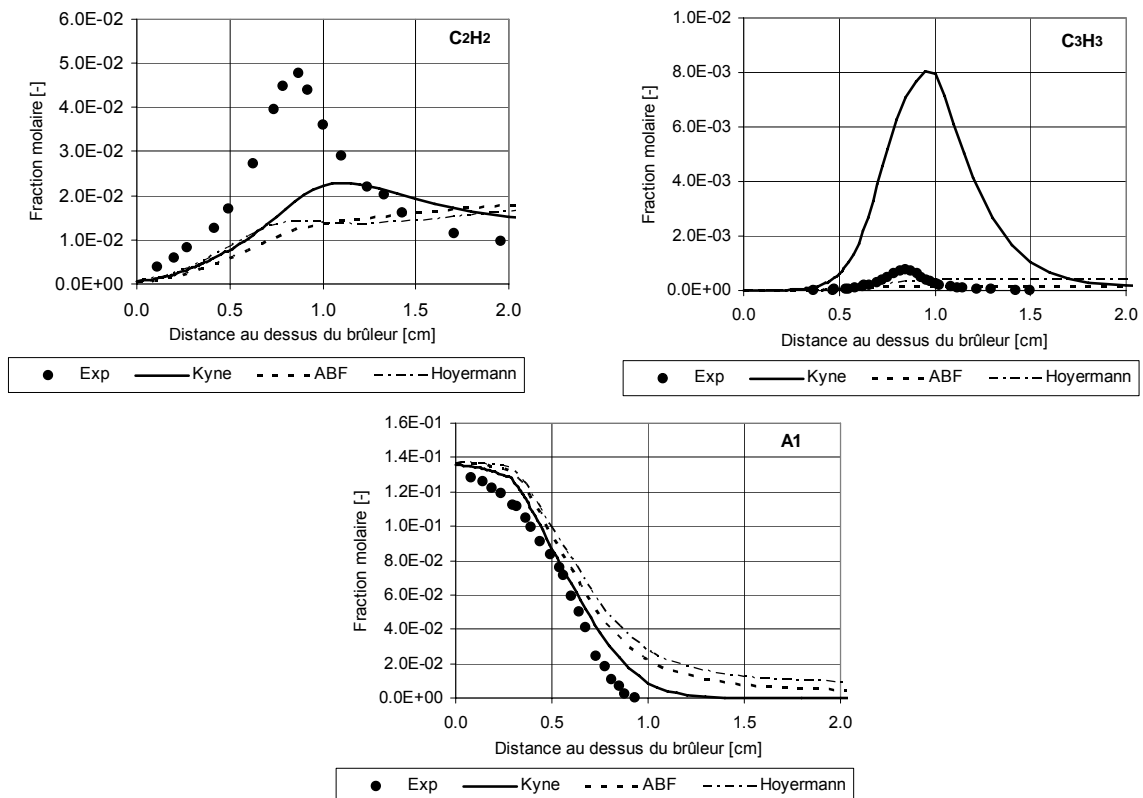 C2H2
Fraction molaire [-]
6.0E-02
5.0E-02
4.0E-02
3.0E-02
2.0E-02
1.0E-02
0.0E+00
0.0 0.5 1.0 1.5 2.0
Distance au dessus du brûleur [cm]
Exp Kyne ABF Hoyermann
C3H3
Fraction molaire [-]
1.0E-02
8.0E-03
6.0E-03
4.0E-03
2.0E-03
0.0E+00
0.0 0.5 1.0 1.5 2.0
Distance au dessus du brûleur [cm]
Exp Kyne ABF Hoyermann
A1
Fraction molaire [-]
1.6E-01
1.4E-01
1.2E-01
1.0E-01
8.0E-02
6.0E-02
4.0E-02
2.0E-02
0.0E+00
0.0 0.5 1.0 1.5 2.0
Distance au dessus du brûleur [cm]
Exp Kyne ABF Hoyermann